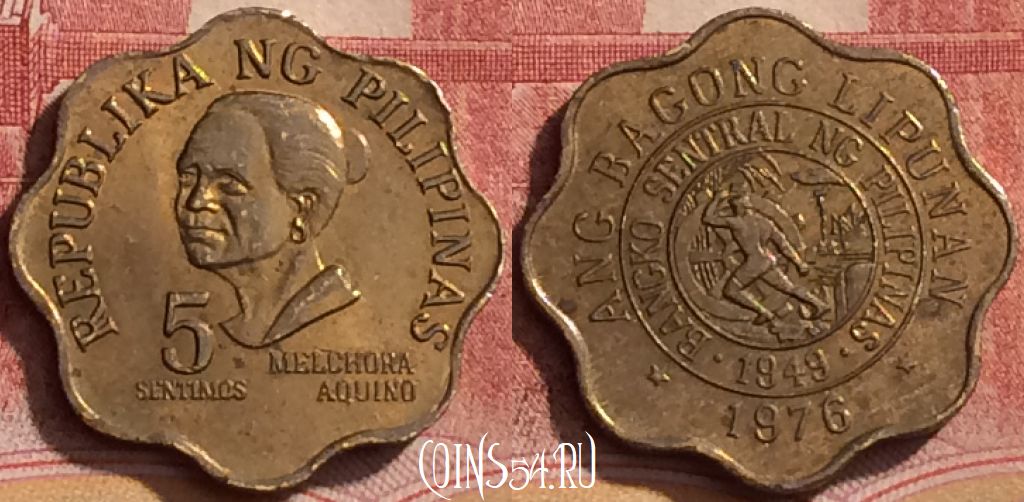 REPUBLIKA NG PILIPINAS
5
SENTIMOS
MELCHORA
AQUINO
ANG BAGONG LIPUNAN
BANGKO SENTRAL NG PILIPINAS
1949
1976
COINS54.RU